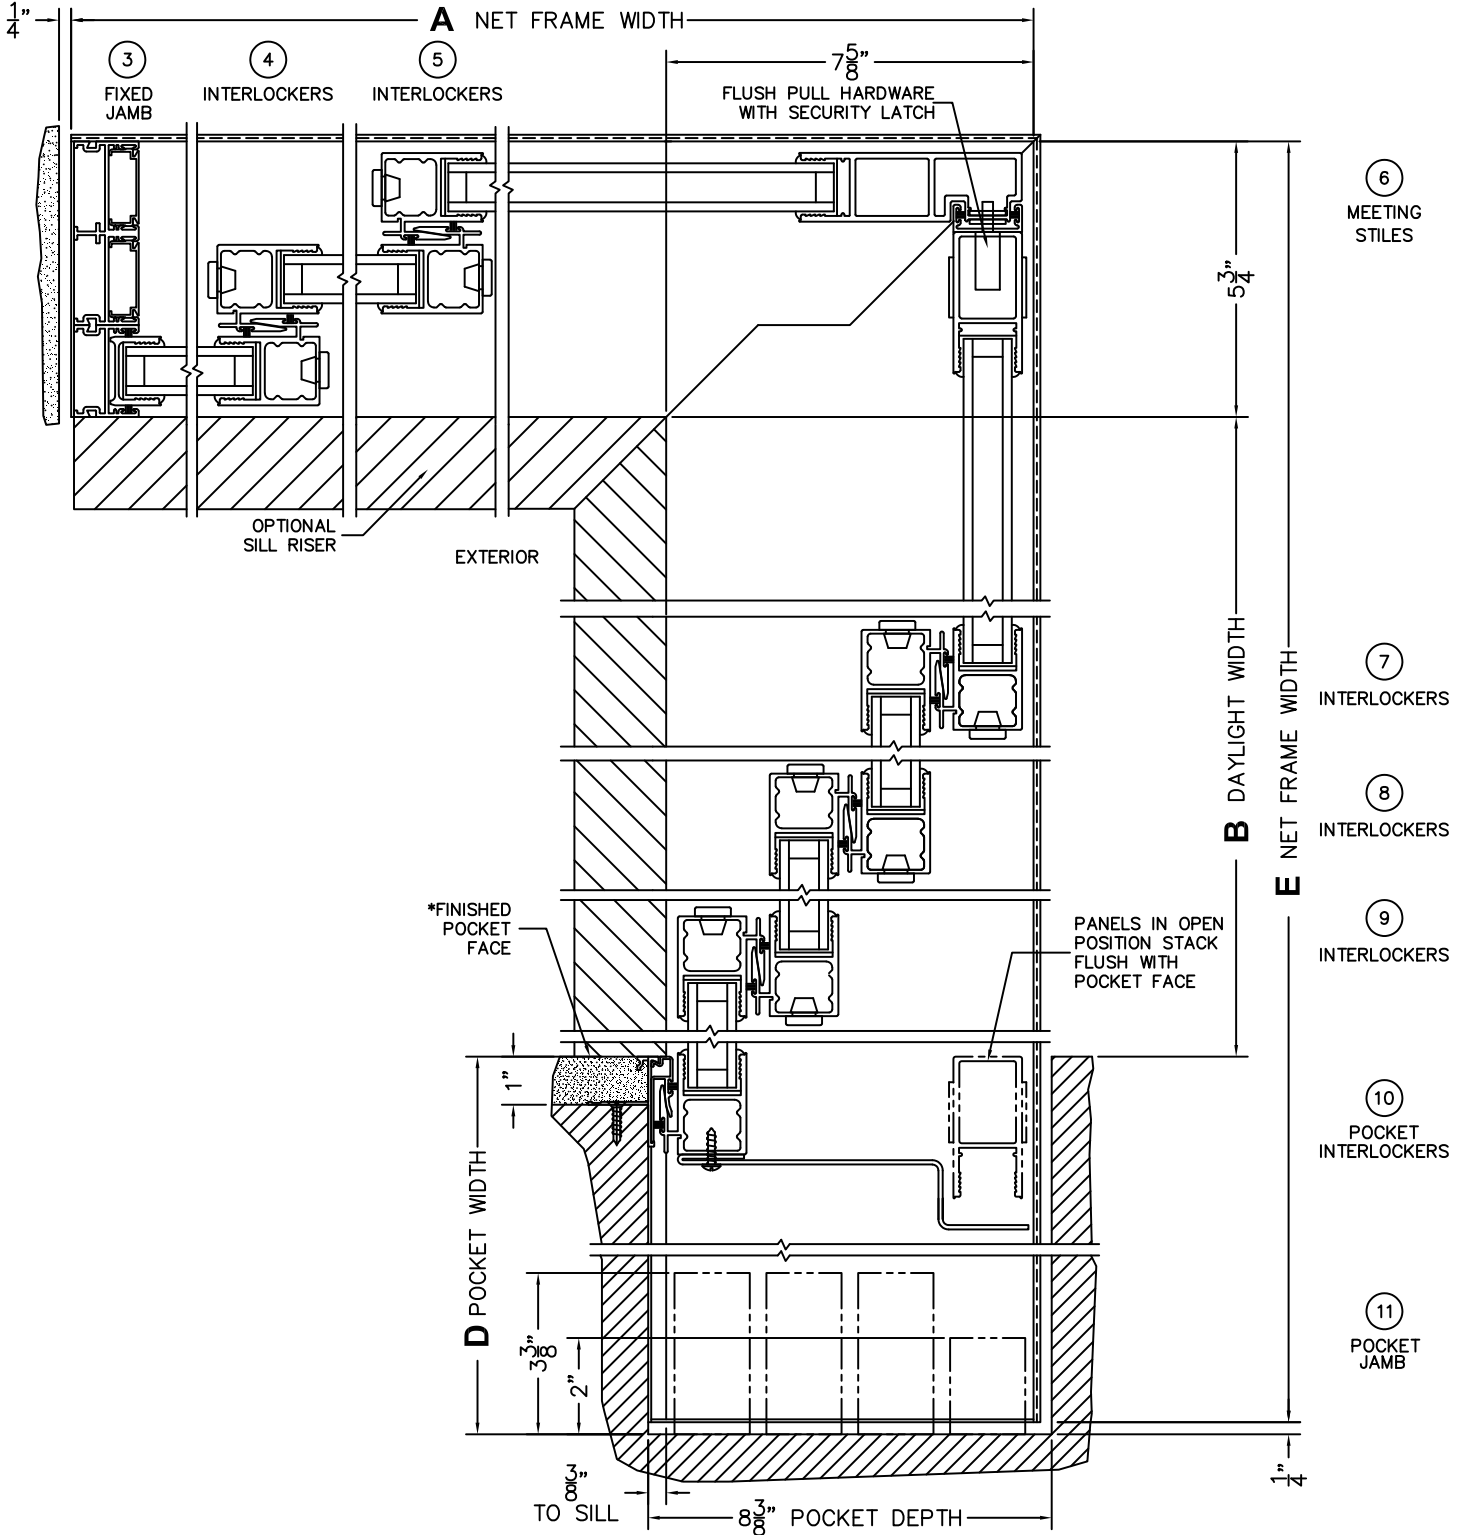 1/4"
A NET FRAME WIDTH
3
FIXED
JAMB
4
INTERLOCKERS
5
INTERLOCKERS
7 5/8"
FLUSH PULL HARDWARE
WITH SECURITY LATCH
6
MEETING
STILES
5 3/4"
OPTIONAL
SILL RISER
EXTERIOR
B DAYLIGHT WIDTH
E NET FRAME WIDTH
7
INTERLOCKERS
8
INTERLOCKERS
*FINISHED
POCKET
FACE
PANELS IN OPEN
POSITION STACK
FLUSH WITH
POCKET FACE
9
INTERLOCKERS
1"
10
POCKET
INTERLOCKERS
D POCKET WIDTH
3 3/8"
2"
11
POCKET
JAMB
3/8"
TO SILL
8 3/8" POCKET DEPTH
1/4"